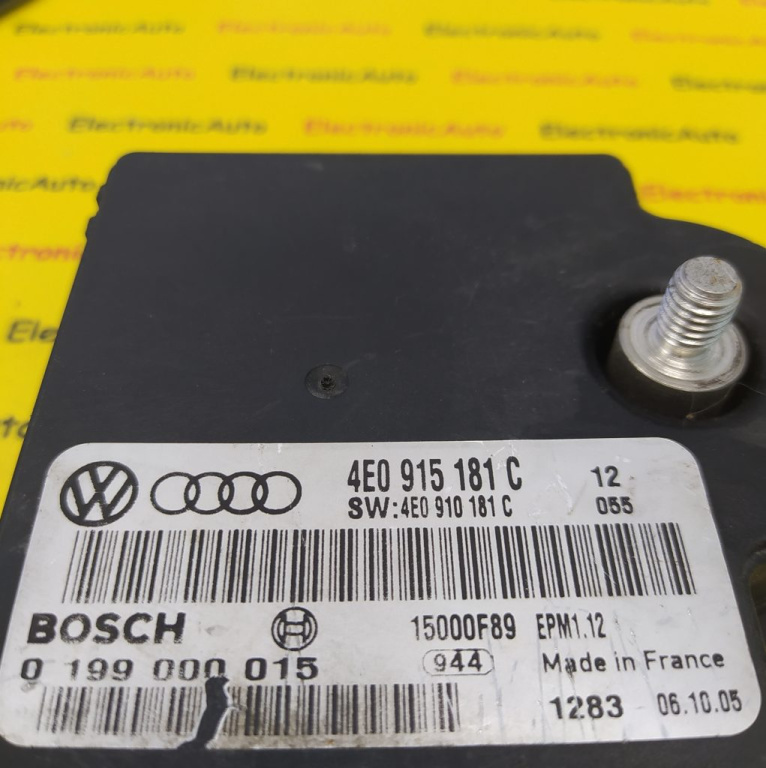 ElectronicAuto ElectronicAuto
ElectronicAuto ElectronicAuto ElectronicAuto
ElectronicAuto ElectronicAuto ElectronicAuto
4E0 915 181 C 12
SW:4E0 910 181 C 055
BOSCH 15000F89 EPM1.12
0 199 000 015 944 Made in France
1283 06.10.05